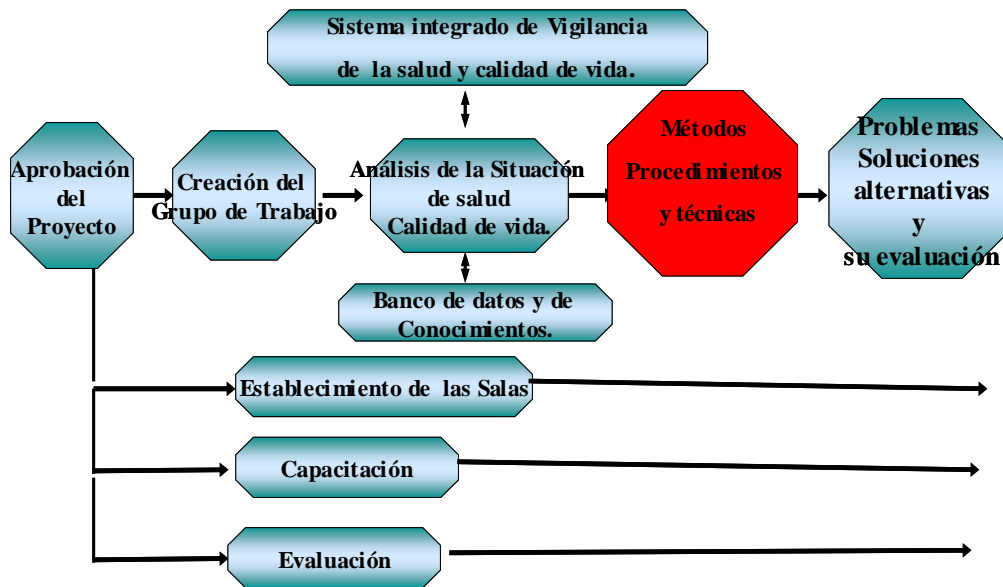 Sistema integrado de Vigilancia
de la salud y calidad de vida.
Aprobación
del
Proyecto
Creación del
Grupo de Trabajo
Análisis de la Situación
de salud
Calidad de vida.
Métodos
Procedimientos
y técnicas
Problemas
Soluciones
alternativas
y
su evaluación
Banco de datos y de
Conocimientos.
Establecimiento de las Salas
Capacitación
Evaluación